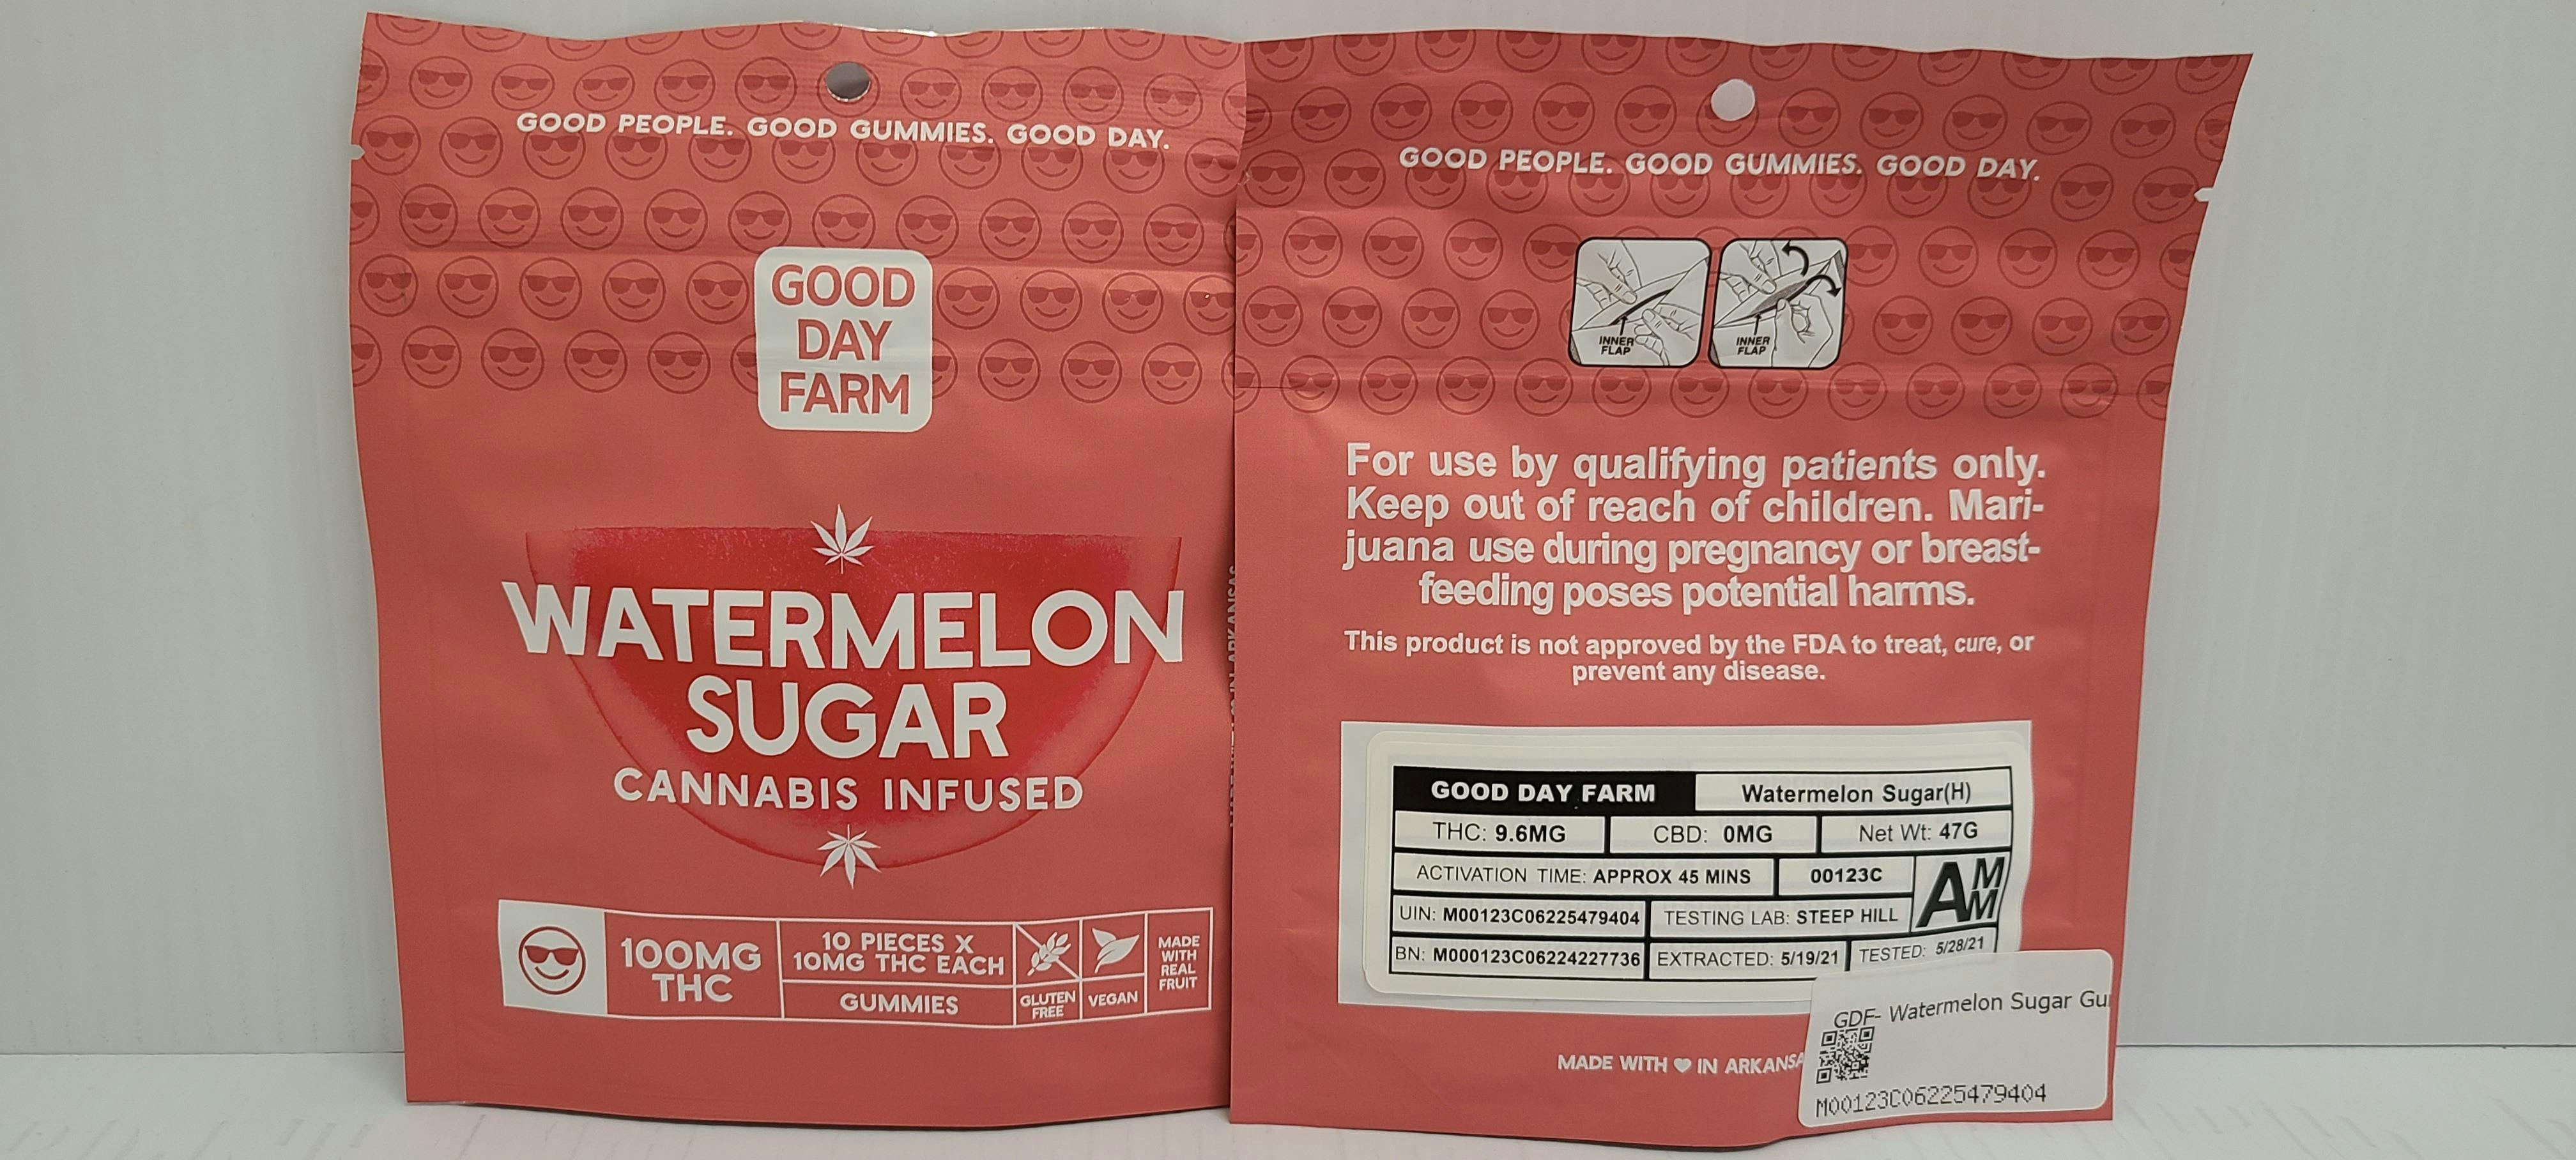 GOOD PEOPLE. GOOD GUMMIES. GOOD DAY.
GOOD
DAY
FARM
WATERMELON
SUGAR
CANNABIS INFUSED
100MG
THC
10 PIECES X
10MG THC EACH
GUMMIES
GLUTEN
FREE
VEGAN
MADE
WITH
REAL
FRUIT
GOOD PEOPLE. GOOD GUMMIES. GOOD DAY.
INNER
FLAP
INNER
FLAP
For use by qualifying patients only.
Keep out of reach of children. Mari-
juana use during pregnancy or breast-
feeding poses potential harms.
This product is not approved by the FDA to treat, cure, or
prevent any disease.
GOOD DAY FARM Watermelon Sugar(H)
THC: 9.6MG CBD: 0MG Net Wt: 47G
ACTIVATION TIME: APPROX 45 MINS 00123C AMM
UIN: M00123C06225479404 TESTING LAB: STEEP HILL
BN: M000123C06224227736 EXTRACTED: 5/19/21 TESTED: 5/28/21
GDF- Watermelon Sugar Gu
M00123C06225479404
MADE WITH ♥ IN ARKANSA